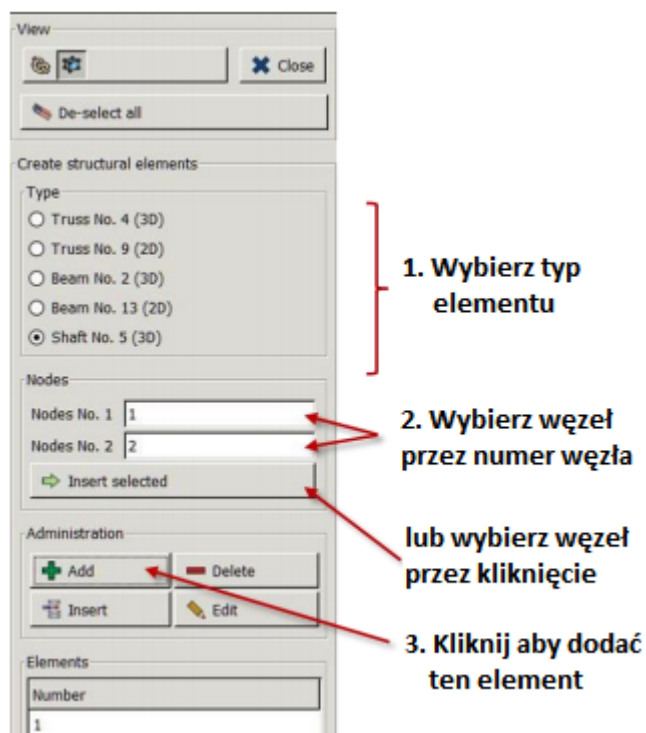 View
Close
De-select all
Create structural elements
Type
Truss No. 4 (3D)
Truss No. 9 (2D)
Beam No. 2 (3D)
Beam No. 13 (2D)
Shaft No. 5 (3D)
1. Wybierz typ
elementu
Nodes
Nodes No. 1 1
Nodes No. 2 2
Insert selected
2. Wybierz węzeł
przez numer węzła
lub wybierz węzeł
przez kliknięcie
Administration
Add
Delete
Insert
Edit
3. Kliknij aby dodać
ten element
Elements
Number
1